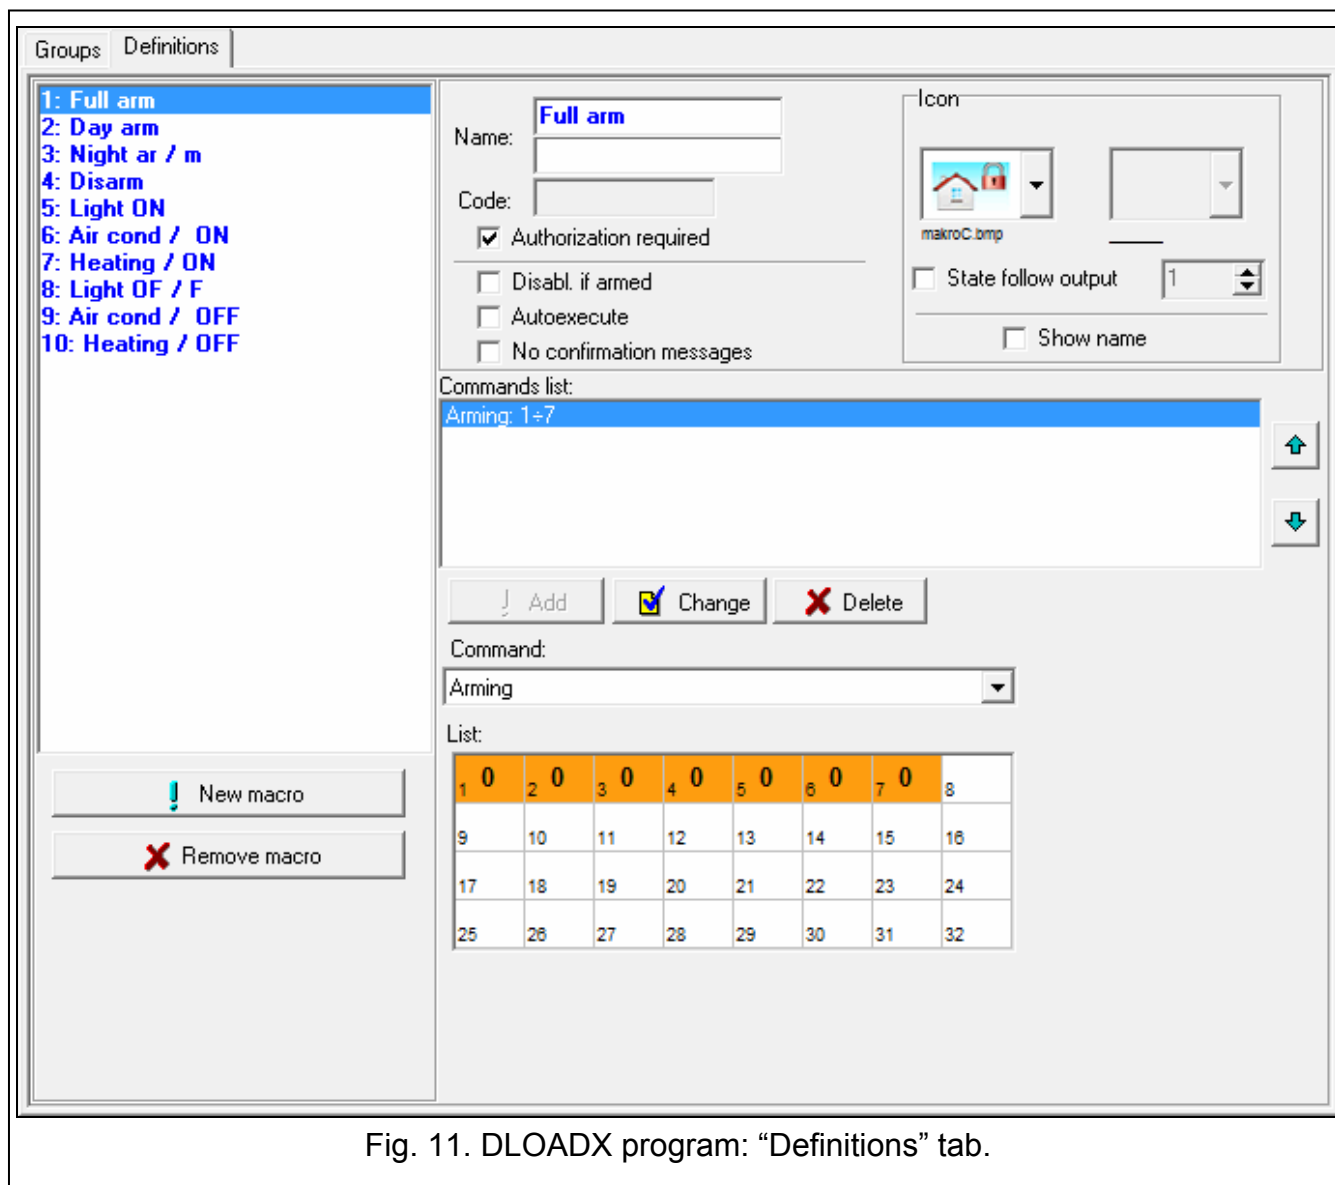 Groups Definitions
1: Full arm
2: Day arm
3: Night ar / m
4: Disarm
5: Light ON
6: Air cond /  ON
7: Heating / ON
8: Light OF / F
9: Air cond /  OFF
10: Heating / OFF
New macro
Remove macro
Name: Full arm
Code:
Authorization required
Disabl. if armed
Autoexecute
No confirmation messages
Icon
makroC.bmp
State follow output 1
Show name
Commands list:
Arming: 1÷7
Add Change Delete
Command:
Arming
List:
1 0 2 0 3 0 4 0 5 0 6 0 7 0 8
9 10 11 12 13 14 15 16
17 18 19 20 21 22 23 24
25 26 27 28 29 30 31 32
Fig. 11. DLOADX program: “Definitions” tab.